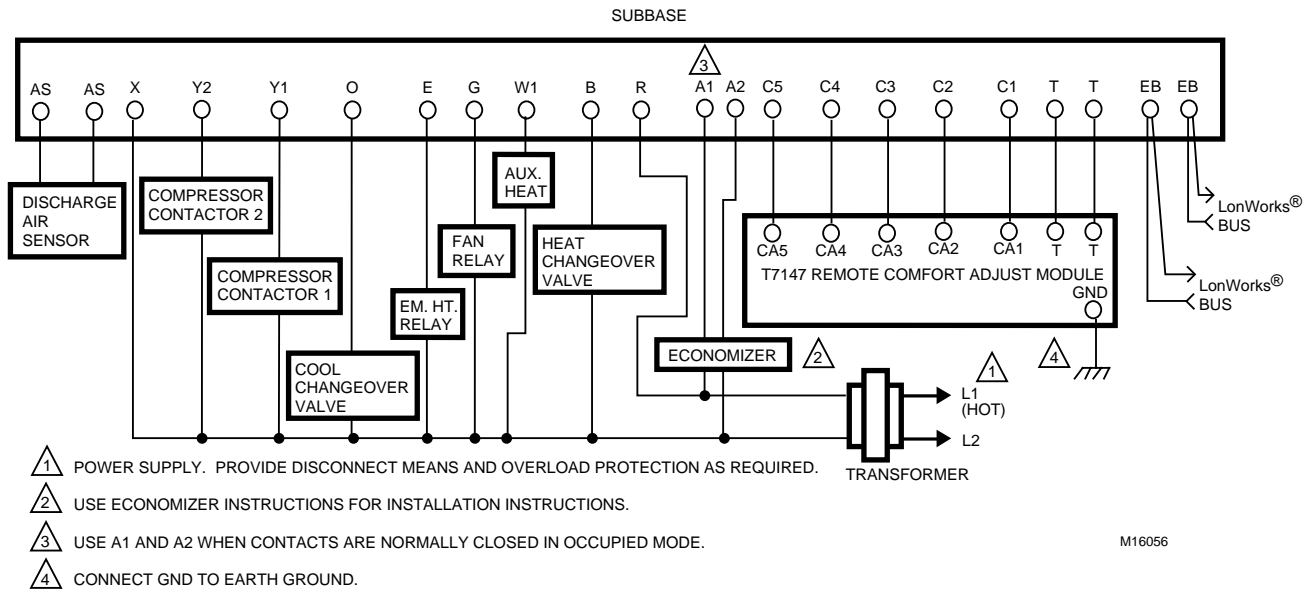 SUBBASE
3
AS AS X Y2 Y1 O E G W1 B R A1 A2 C5 C4 C3 C2 C1 T T EB EB
DISCHARGE
AIR
SENSOR
COMPRESSOR
CONTACTOR 2
COMPRESSOR
CONTACTOR 1
COOL
CHANGEOVER
VALVE
EM. HT.
RELAY
FAN
RELAY
AUX.
HEAT
HEAT
CHANGEOVER
VALVE
ECONOMIZER
2
CA5 CA4 CA3 CA2 CA1 T T
T7147 REMOTE COMFORT ADJUST MODULE
GND
4
LonWorks®
BUS
LonWorks®
BUS
1
L1
(HOT)
L2
TRANSFORMER
1 POWER SUPPLY. PROVIDE DISCONNECT MEANS AND OVERLOAD PROTECTION AS REQUIRED.
2 USE ECONOMIZER INSTRUCTIONS FOR INSTALLATION INSTRUCTIONS.
3 USE A1 AND A2 WHEN CONTACTS ARE NORMALLY CLOSED IN OCCUPIED MODE.
4 CONNECT GND TO EARTH GROUND.
M16056